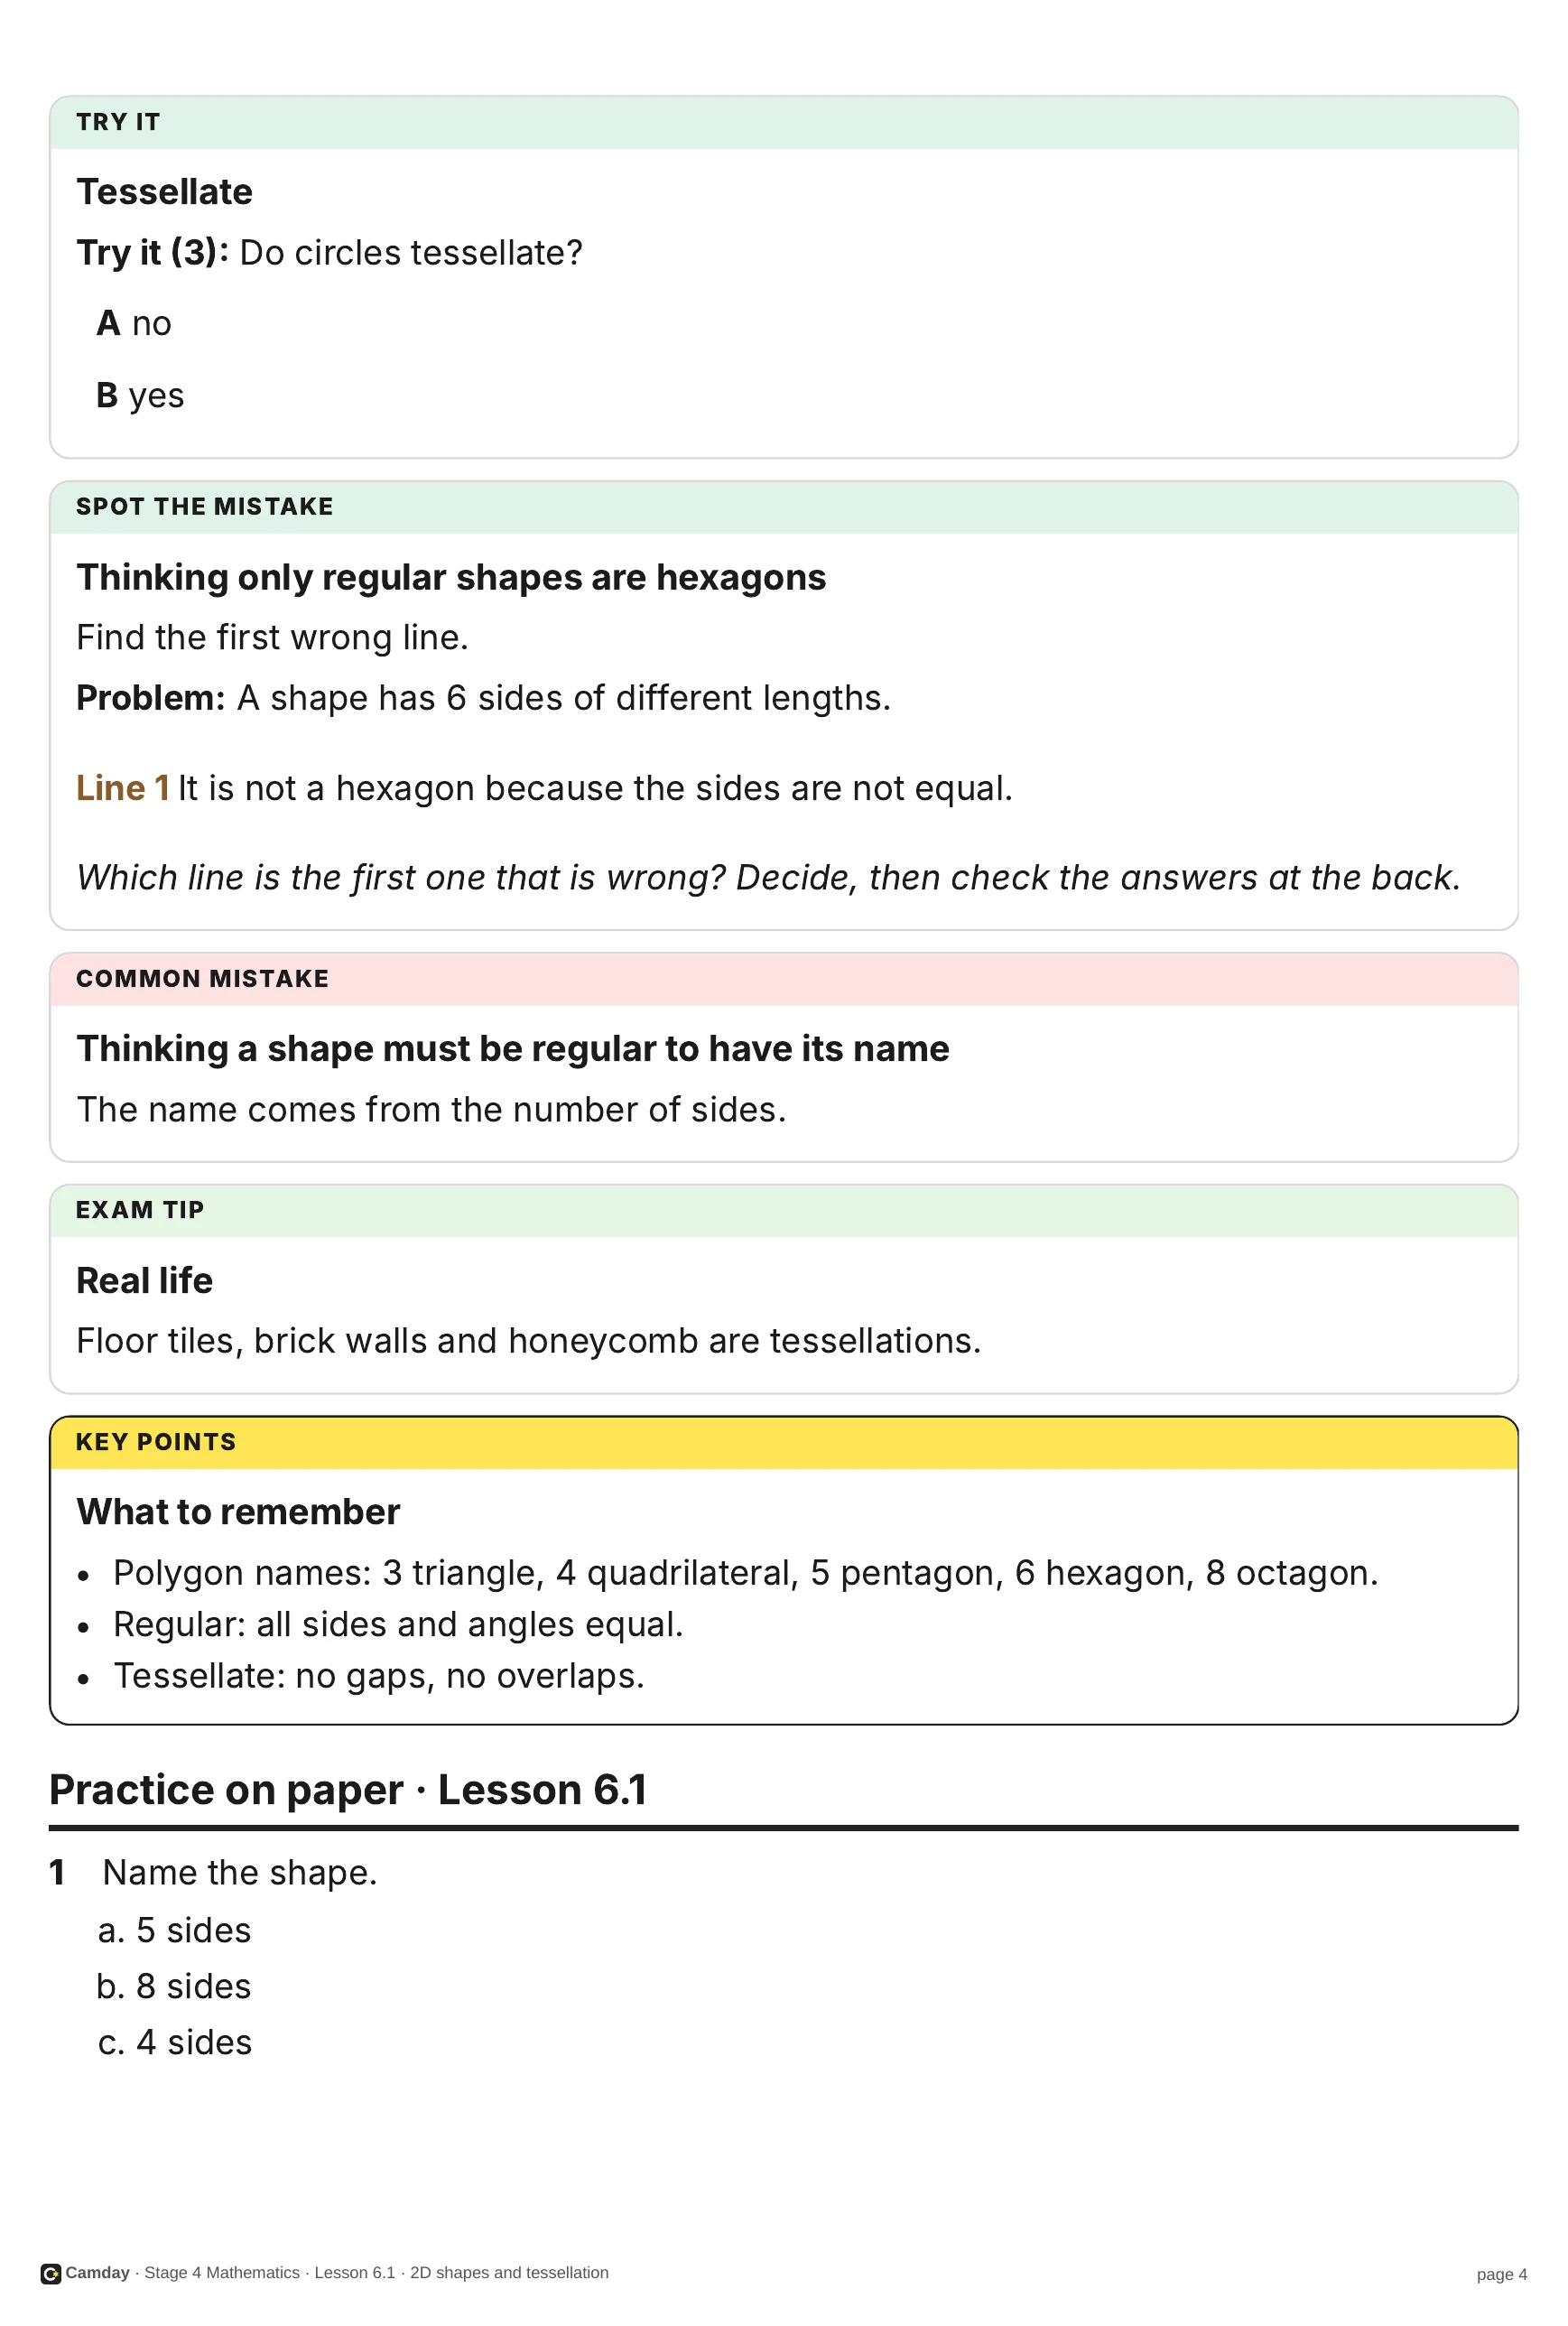 TRY IT
Tessellate
Try it (3): Do circles tessellate?
A no
B yes
SPOT THE MISTAKE
Thinking only regular shapes are hexagons
Find the first wrong line.
Problem: A shape has 6 sides of different lengths.
Line 1 It is not a hexagon because the sides are not equal.
Which line is the first one that is wrong? Decide, then check the answers at the back.
COMMON MISTAKE
Thinking a shape must be regular to have its name
The name comes from the number of sides.
EXAM TIP
Real life
Floor tiles, brick walls and honeycomb are tessellations.
KEY POINTS
What to remember
• Polygon names: 3 triangle, 4 quadrilateral, 5 pentagon, 6 hexagon, 8 octagon.
• Regular: all sides and angles equal.
• Tessellate: no gaps, no overlaps.
Practice on paper · Lesson 6.1
1 Name the shape.
a. 5 sides
b. 8 sides
c. 4 sides
Camday · Stage 4 Mathematics · Lesson 6.1 · 2D shapes and tessellation
page 4